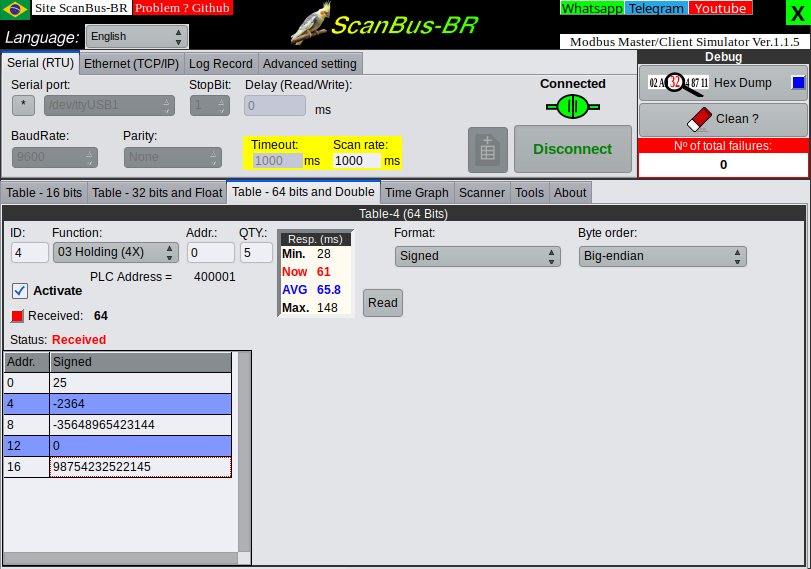 Site ScanBus-BR Problem ? Github
Whatsapp Telegram Youtube
X
Language: English
ScanBus-BR
Modbus Master/Client Simulator Ver.1.1.5
Serial (RTU) Ethernet (TCP/IP) Log Record Advanced setting
Debug
Serial port: StopBit: Delay (Read/Write):
Connected
* /dev/ttyUSB1 1 0 ms
Hex Dump
BaudRate: Parity:
Timeout: Scan rate:
9600 None 1000 ms 1000 ms
Disconnect
Clean ?
Nº of total failures:
0
Table - 16 bits Table - 32 bits and Float Table - 64 bits and Double Time Graph Scanner Tools About
Table-4 (64 Bits)
ID: Function: Addr.: QTY.:
4 03 Holding (4X) 0 5
PLC Address = 400001
Activate
Received: 64
Status: Received
Resp. (ms)
Min. 28
Now 61
AVG 65.8
Max. 148
Read
Format:
Signed
Byte order:
Big-endian
Addr. Signed
0 25
4 -2364
8 -35648965423144
12 0
16 98754232522145